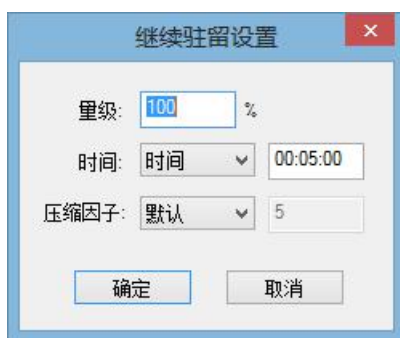 继续驻留设置
量级: 100 %
时间: 时间 00:05:00
压缩因子: 默认 5
确定 取消